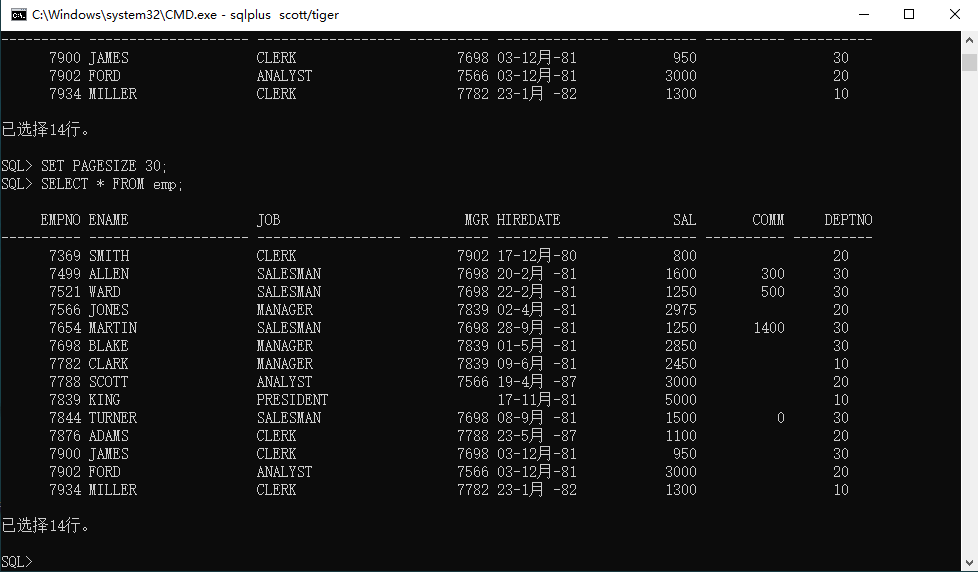 C:\Windows\system32\CMD.exe - sqlplus  scott/tiger
---------- -------------------- ------------------ ---------- -------------- ---------- ---------- ----------
      7900 JAMES                CLERK                    7698 03-12月-81            950                    30
      7902 FORD                 ANALYST                  7566 03-12月-81           3000                    20
      7934 MILLER               CLERK                    7782 23-1月 -82           1300                    10
已选择14行。
SQL> SET PAGESIZE 30;
SQL> SELECT * FROM emp;
     EMPNO ENAME                JOB                       MGR HIREDATE              SAL       COMM     DEPTNO
---------- -------------------- ------------------ ---------- -------------- ---------- ---------- ----------
      7369 SMITH                CLERK                    7902 17-12月-80            800                    20
      7499 ALLEN                SALESMAN                 7698 20-2月 -81           1600        300         30
      7521 WARD                 SALESMAN                 7698 22-2月 -81           1250        500         30
      7566 JONES                MANAGER                  7839 02-4月 -81           2975                    20
      7654 MARTIN               SALESMAN                 7698 28-9月 -81           1250       1400         30
      7698 BLAKE                MANAGER                  7839 01-5月 -81           2850                    30
      7782 CLARK                MANAGER                  7839 09-6月 -81           2450                    10
      7788 SCOTT                ANALYST                  7566 19-4月 -87           3000                    20
      7839 KING                 PRESIDENT                     17-11月-81           5000                    10
      7844 TURNER               SALESMAN                 7698 08-9月 -81           1500          0         30
      7876 ADAMS                CLERK                    7788 23-5月 -87           1100                    20
      7900 JAMES                CLERK                    7698 03-12月-81            950                    30
      7902 FORD                 ANALYST                  7566 03-12月-81           3000                    20
      7934 MILLER               CLERK                    7782 23-1月 -82           1300                    10
已选择14行。
SQL>